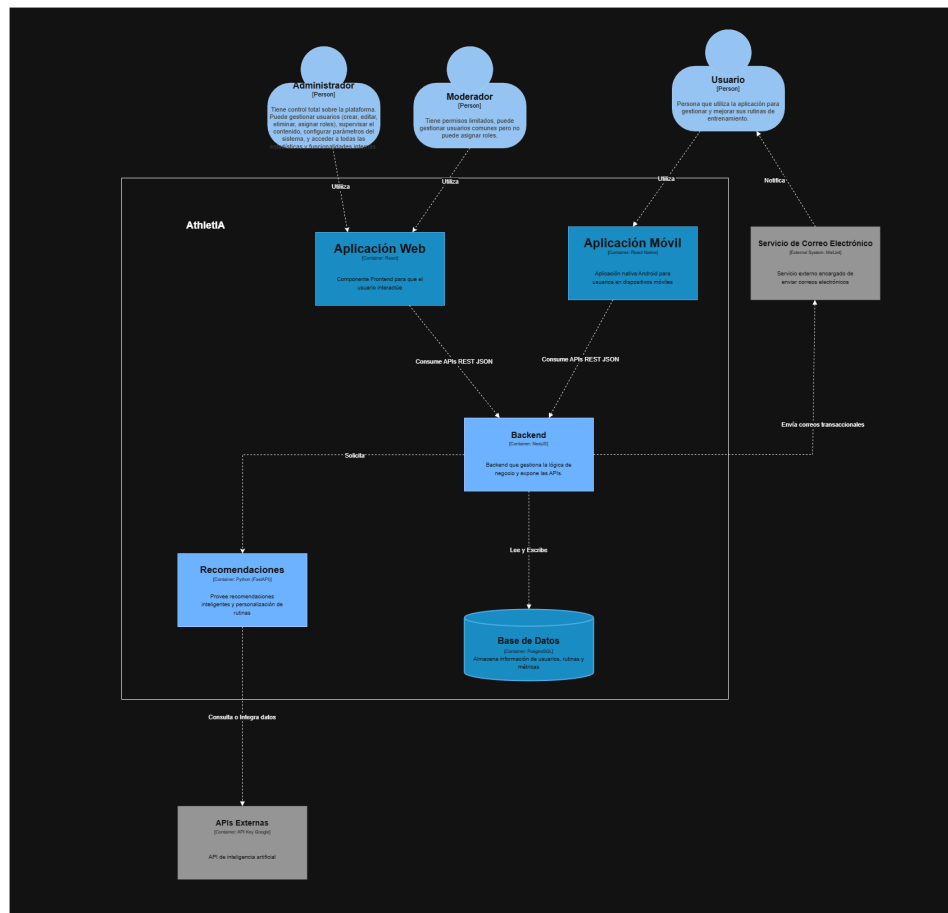 Administrador
[Person]
Tiene control total sobre la plataforma.
Puede gestionar usuarios (crear, editar,
eliminar, asignar roles), supervisar el
contenido, configurar parámetros del
sistema, y acceder a todas las
estadísticas y funcionalidades
Moderador
[Person]
Tiene permisos limitados, puede
gestionar usuarios comunes pero no
puede asignar roles.
Usuario
[Person]
Persona que utiliza la aplicación para
gestionar y mejorar sus rutinas de
entrenamiento.
Utiliza
Utiliza
Utiliza
Notifica
AthletIA
Aplicación Web
[Container: React]
Componente Frontend para que el
usuario interactúe
Aplicación Móvil
[Container: React Native]
Aplicación nativa Android para
usuarios en dispositivos móviles
Servicio de Correo Electrónico
[External System: ]
Servicio externo encargado de
enviar correos electrónicos
Consume APIs REST JSON
Consume APIs REST JSON
Envía correos transaccionales
Backend
[Container: NestJS]
Backend que gestiona la lógica de
negocio y expone las APIs.
Solicita
Lee y Escribe
Recomendaciones
[Container: Python (FastAPI)]
Provee recomendaciones
inteligentes y personalización de
rutinas
Base de Datos
[Container: PostgreSQL]
Almacena información de usuarios, rutinas y
métricas
Consulta o Integra datos
APIs Externas
[Container: API Key Google]
API de inteligencia artificial